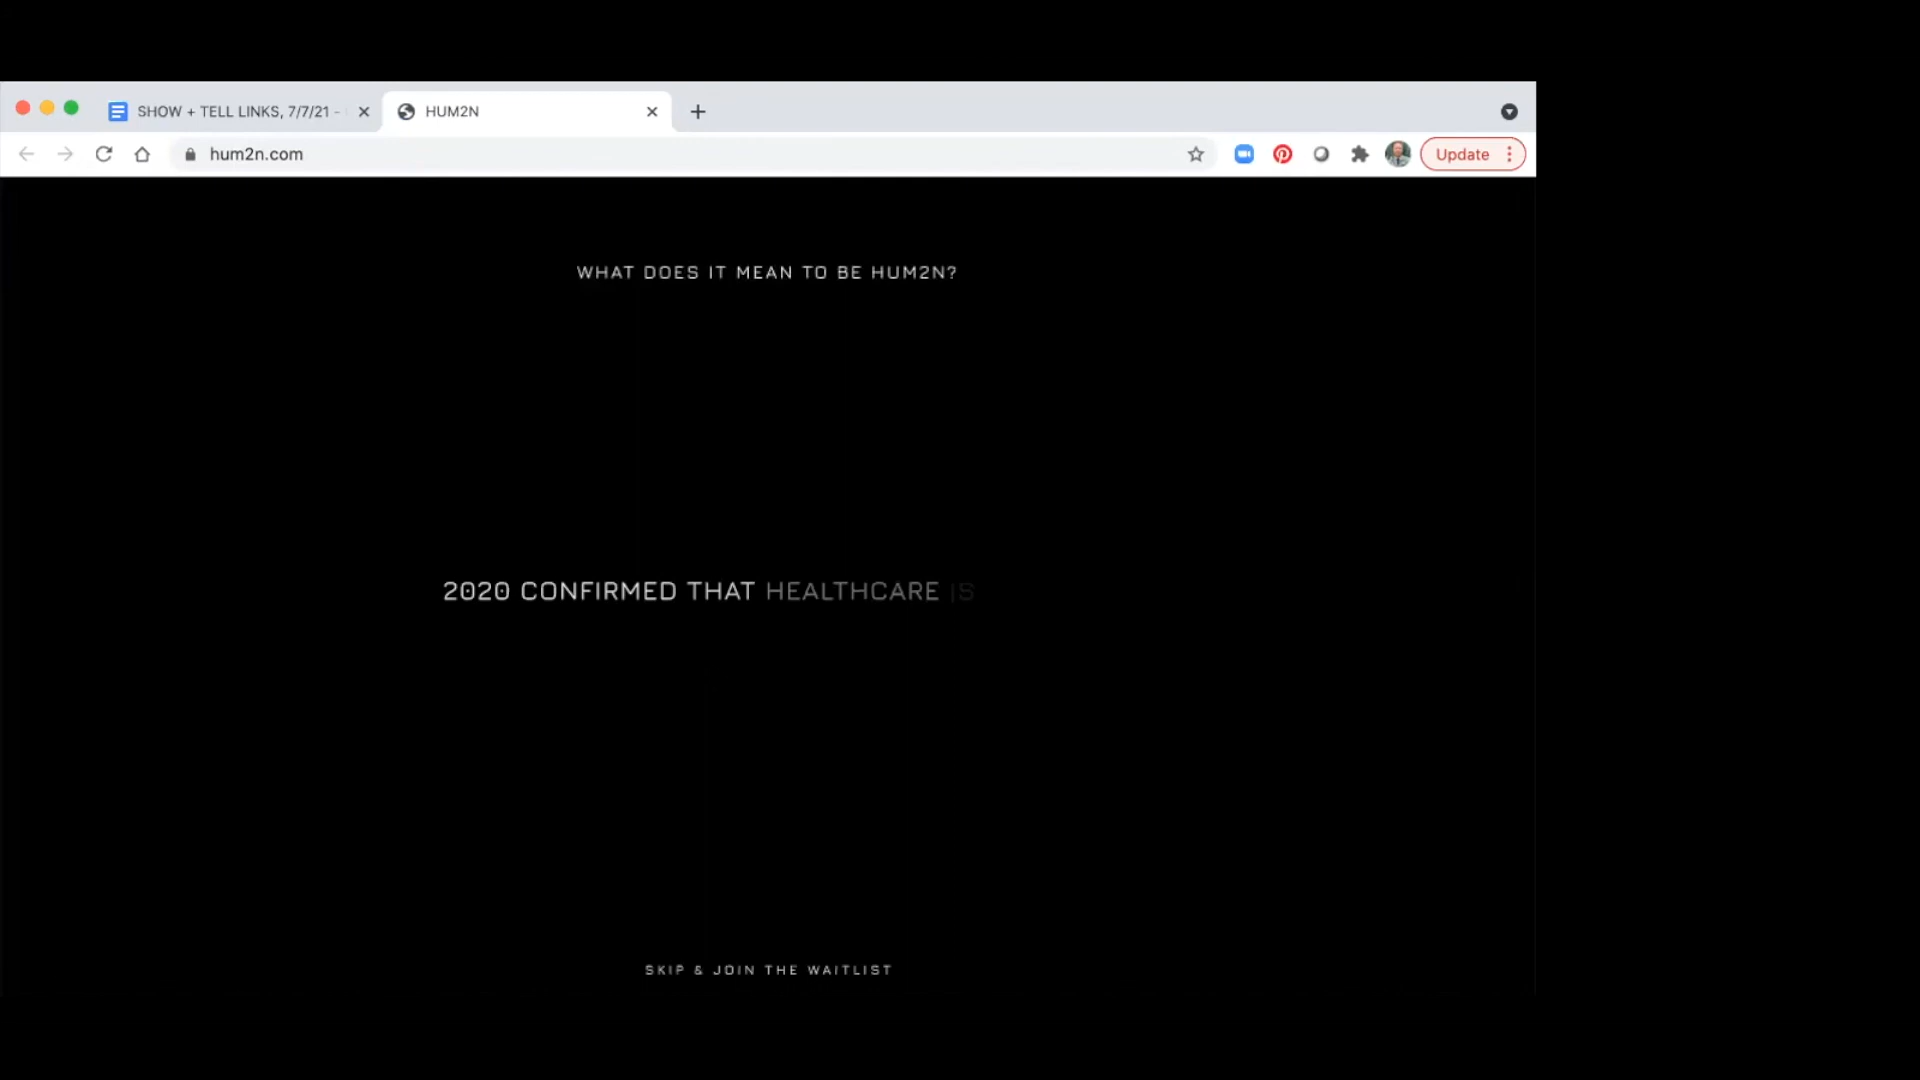 SHOW + TELL LINKS, 7/7/21 -
HUM2N
hum2n.com
Update
WHAT DOES IT MEAN TO BE HUM2N?
2020 CONFIRMED THAT HEALTHCARE IS
SKIP & JOIN THE WAITLIST